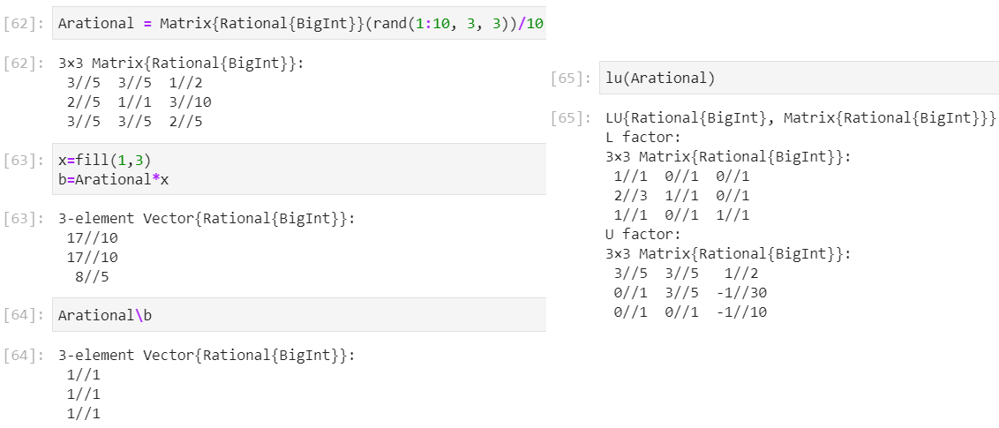 [62]: Arational = Matrix{Rational{BigInt}}(rand(1:10, 3, 3))/10
[62]: 3×3 Matrix{Rational{BigInt}}:
3//5 3//5 1//2
2//5 1//1 3//10
3//5 3//5 2//5
[63]: x=fill(1,3)
b=Arational*x
[63]: 3-element Vector{Rational{BigInt}}:
17//10
17//10
8//5
[64]: Arational\b
[64]: 3-element Vector{Rational{BigInt}}:
1//1
1//1
1//1
[65]: lu(Arational)
[65]: LU{Rational{BigInt}, Matrix{Rational{BigInt}}}
L factor:
3×3 Matrix{Rational{BigInt}}:
1//1 0//1 0//1
2//3 1//1 0//1
1//1 0//1 1//1
U factor:
3×3 Matrix{Rational{BigInt}}:
3//5 3//5 1//2
0//1 3//5 -1//30
0//1 0//1 -1//10